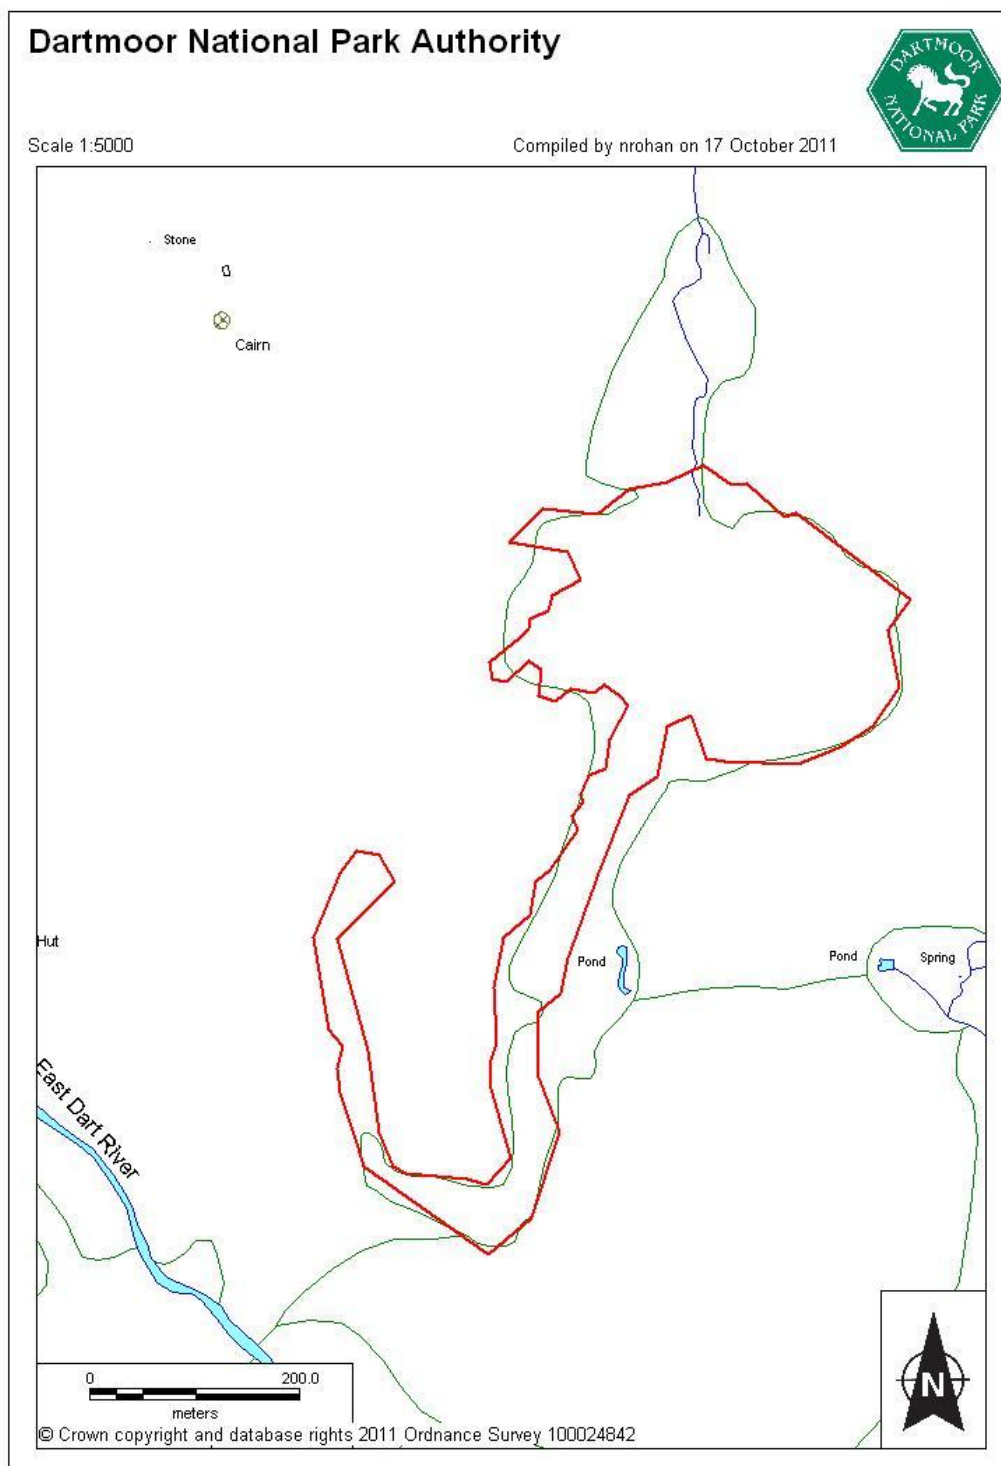 Dartmoor National Park Authority
DARTMOOR
NATIONAL PARK
Scale 1:5000
Compiled by nrohan on 17 October 2011
Stone
Cairn
Hut
Pond
Pond
Spring
East Dart River
0
200.0
meters
N
© Crown copyright and database rights 2011 Ordnance Survey 100024842